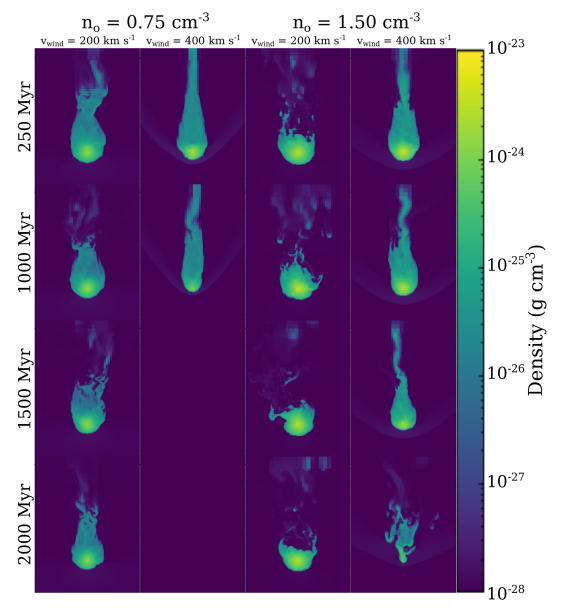 n₀ = 0.75 cm⁻³ n₀ = 1.50 cm⁻³
v_wind = 200 km s⁻¹ v_wind = 400 km s⁻¹ v_wind = 200 km s⁻¹ v_wind = 400 km s⁻¹
250 Myr
1000 Myr
1500 Myr
2000 Myr
10⁻²³
10⁻²⁴
10⁻²⁵
10⁻²⁶
10⁻²⁷
10⁻²⁸
Density (g cm⁻³)